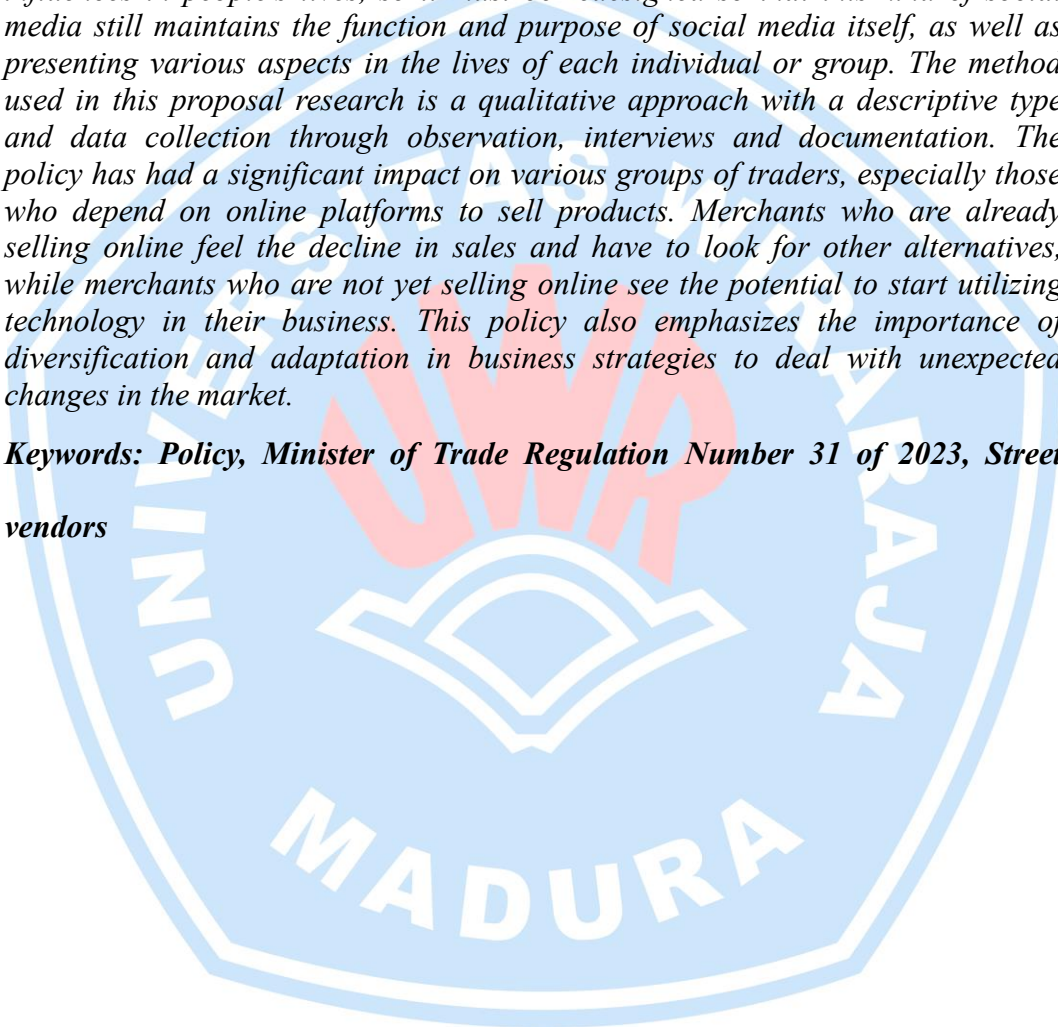 media still maintains the function and purpose of social media itself, as well as
presenting various aspects in the lives of each individual or group. The method
used in this proposal research is a qualitative approach with a descriptive type
and data collection through observation, interviews and documentation. The
policy has had a significant impact on various groups of traders, especially those
who depend on online platforms to sell products. Merchants who are already
selling online feel the decline in sales and have to look for other alternatives,
while merchants who are not yet selling online see the potential to start utilizing
technology in their business. This policy also emphasizes the importance of
diversification and adaptation in business strategies to deal with unexpected
changes in the market.
Keywords: Policy, Minister of Trade Regulation Number 31 of 2023, Street
vendors
UNIVERSITAS WIRARAJA
UWR
MADURA